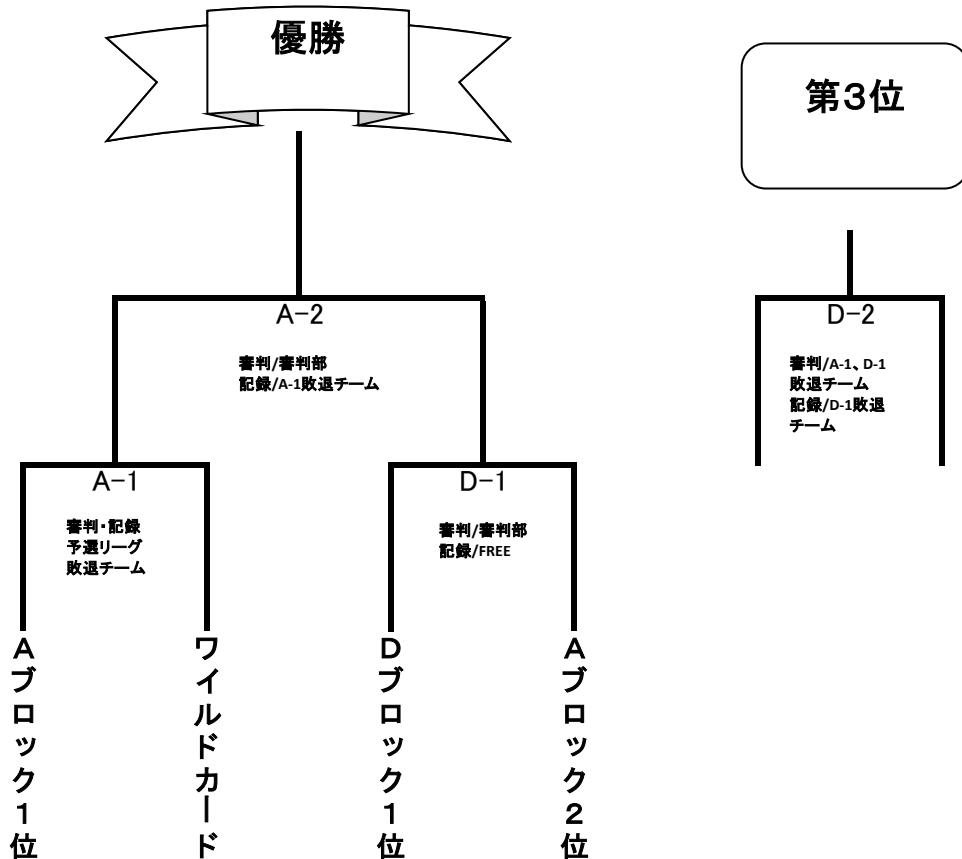 優勝
第3位
A-2
審判/審判部
記録/A-1敗退チーム
D-2
審判/A-1、D-1
敗退チーム
記録/D-1敗退
チーム
A-1
審判・記録
予選リーグ
敗退チーム
D-1
審判/審判部
記録/FREE
Aブロック1位
ワイルドカード
Dブロック1位
Aブロック2位